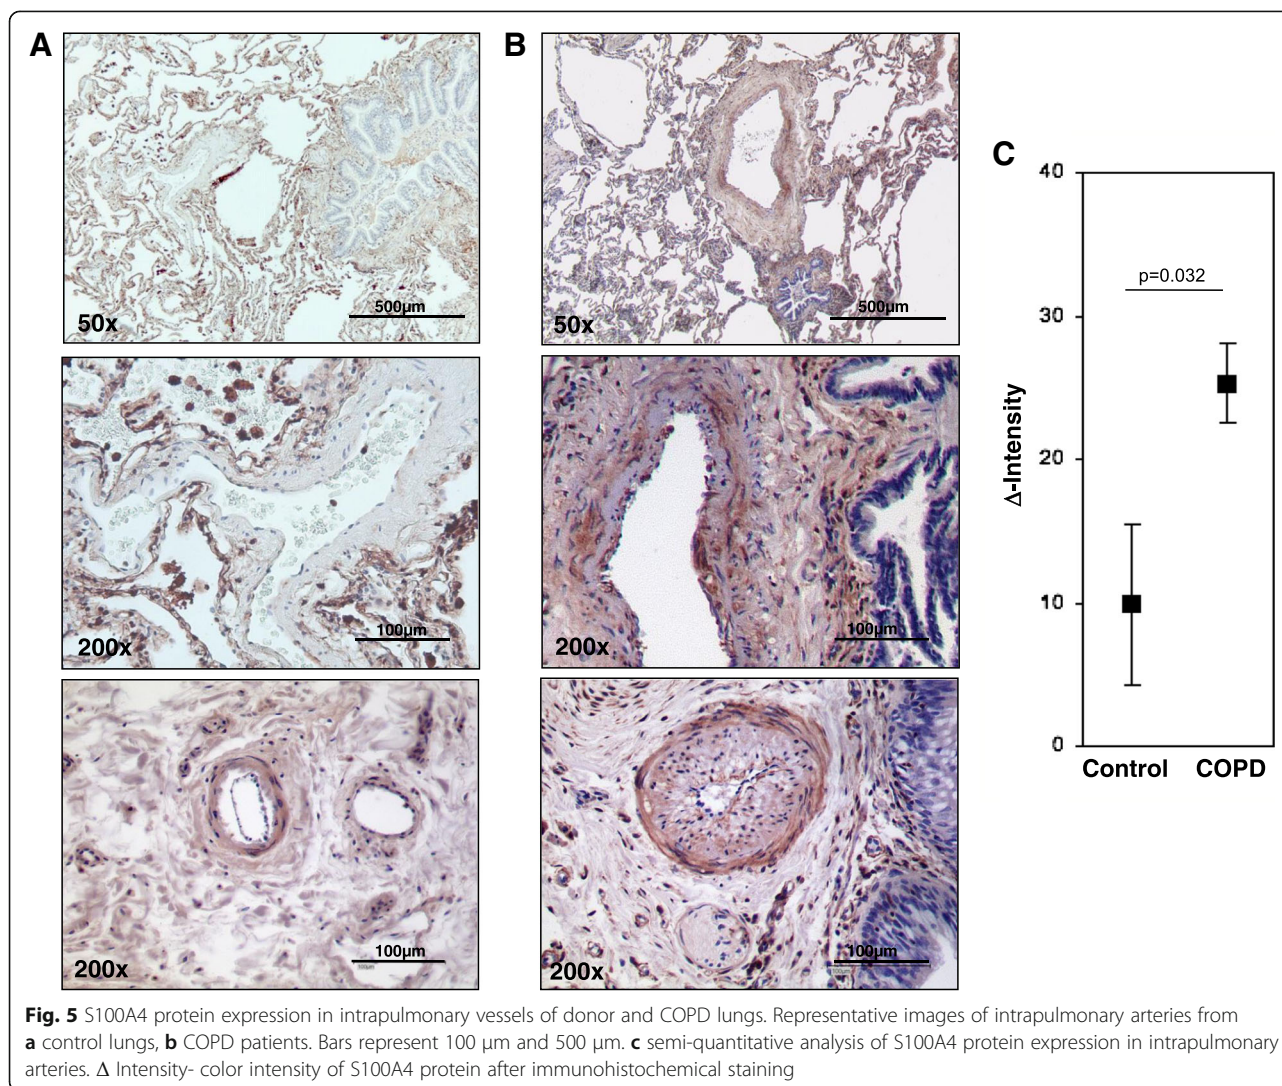 A
B
50x
500µm
50x
500µm
200x
100µm
200x
100µm
200x
100µm
100µm
200x
100µm
100µm
C
40
30
20
10
0
p=0.032
Δ-Intensity
Control COPD
Fig. 5 S100A4 protein expression in intrapulmonary vessels of donor and COPD lungs. Representative images of intrapulmonary arteries from
a control lungs, b COPD patients. Bars represent 100 µm and 500 µm. c semi-quantitative analysis of S100A4 protein expression in intrapulmonary
arteries. Δ Intensity- color intensity of S100A4 protein after immunohistochemical staining